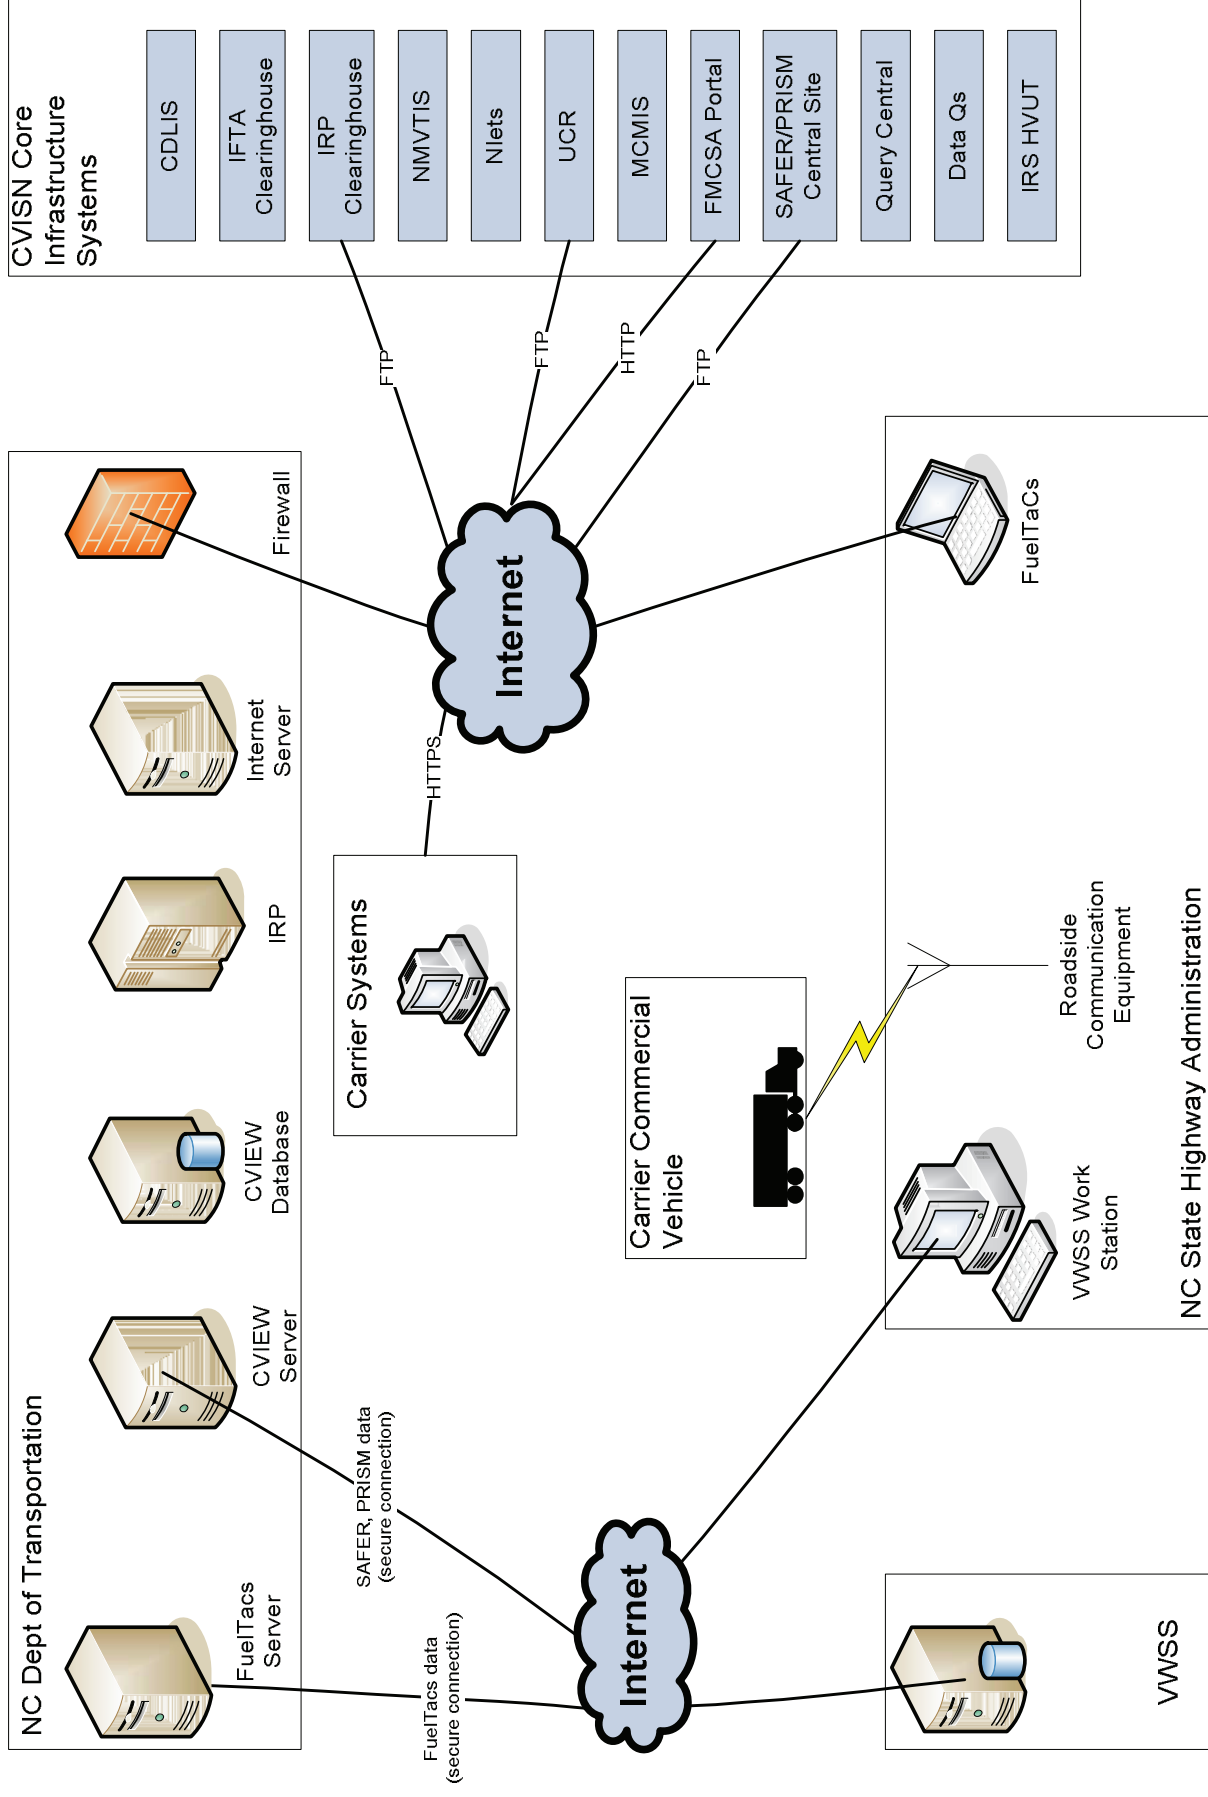 NC Dept of Transportation
FuelTacs
Server
CVIEW
Server
CVIEW
Database
IRP
Internet
Server
Firewall
CVISN Core
Infrastructure
Systems
CDLIS
IFTA
Clearinghouse
IRP
Clearinghouse
NMVTIS
Nlets
UCR
MCMIS
FMCSA Portal
SAFER/PRISM
Central Site
Query Central
Data Qs
IRS HVUT
FuelTacs data
(secure connection)
SAFER, PRISM data
(secure connection)
Carrier Systems
HTTPS
FTP
FTP
HTTP
FTP
Internet
Internet
Carrier Commercial
Vehicle
VWSS
VWSS Work
Station
Roadside
Communication
Equipment
FuelTaCs
NC State Highway Administration